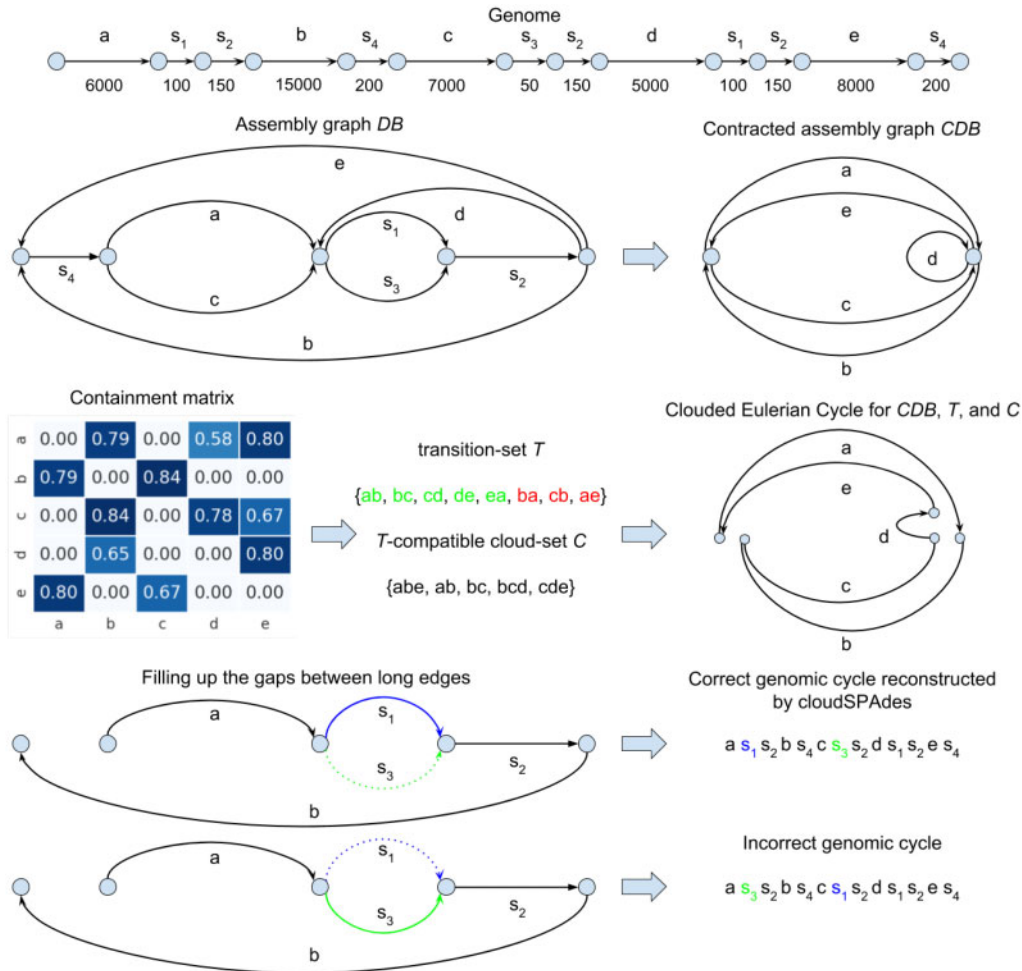 Genome
a s1 s2 b s4 c s3 s2 d s1 s2 e s4
6000 100 150 15000 200 7000 50 150 5000 100 150 8000 200
Assembly graph DB
Contracted assembly graph CDB
e
a
d
s1
s4
s3
s2
c
b
a
e
d
c
b
Containment matrix
a 0.00 0.79 0.00 0.58 0.80
b 0.79 0.00 0.84 0.00 0.00
c 0.00 0.84 0.00 0.78 0.67
d 0.00 0.65 0.00 0.00 0.80
e 0.80 0.00 0.67 0.00 0.00
a b c d e
transition-set T
{ab, bc, cd, de, ea, ba, cb, ae}
T-compatible cloud-set C
{abe, ab, bc, bcd, cde}
Clouded Eulerian Cycle for CDB, T, and C
a
e
d
c
b
Filling up the gaps between long edges
a
s1
s3
s2
b
Correct genomic cycle reconstructed
by cloudSPAdes
a s1 s2 b s4 c s3 s2 d s1 s2 e s4
a
s1
s3
s2
b
Incorrect genomic cycle
a s3 s2 b s4 c s1 s2 d s1 s2 e s4